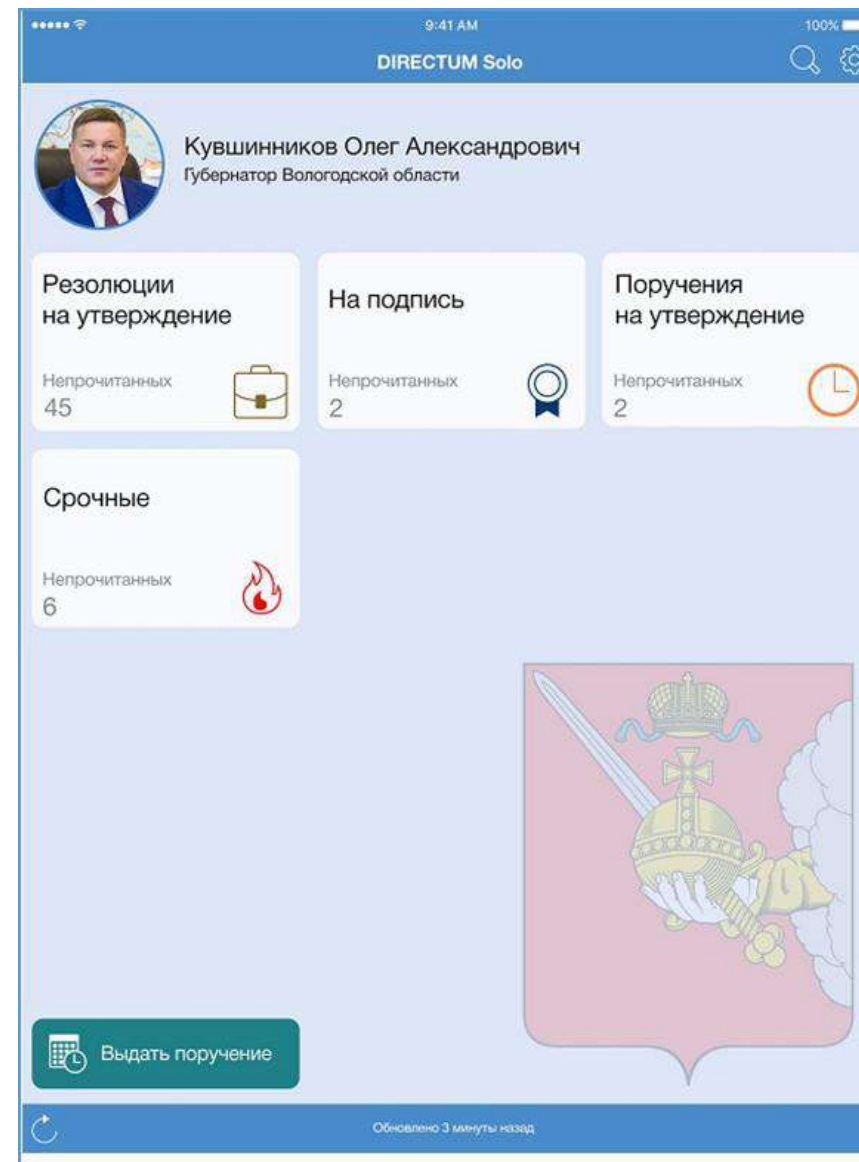 9:41 AM
100%
DIRECTUM Solo
Кувшинников Олег Александрович
Губернатор Вологодской области
Резолюции
на утверждение
Непрочитанных
45
На подпись
Непрочитанных
2
Поручения
на утверждение
Непрочитанных
2
Срочные
Непрочитанных
6
Выдать поручение
Обновлено 3 минуты назад